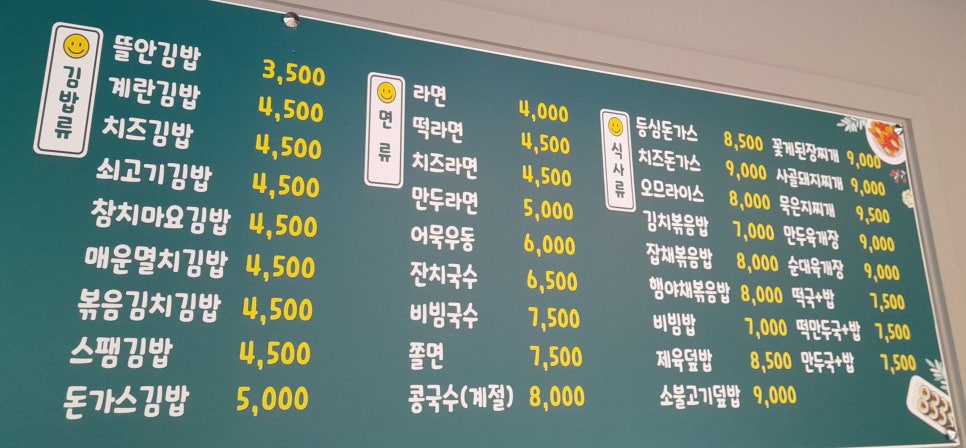 김밥류
뜰안김밥 3,500
계란김밥 4,500
치즈김밥 4,500
쇠고기김밥 4,500
참치마요김밥 4,500
매운멸치김밥 4,500
볶음김치김밥 4,500
스팸김밥 4,500
돈가스김밥 5,000
면류
라면 4,000
떡라면 4,500
치즈라면 4,500
만두라면 5,000
어묵우동 6,000
잔치국수 6,500
비빔국수 7,500
쫄면 7,500
콩국수(계절) 8,000
식사류
등심돈가스 8,500
치즈돈가스 9,000
오므라이스 8,000
김치볶음밥 7,000
잡채볶음밥 8,000
행야채볶음밥 8,000
비빔밥 7,000
제육덮밥 8,500
소불고기덮밥 9,000
꽃게된장찌개 9,000
사골돼지찌개 9,000
묵은지찌개 9,500
만두육개장 9,000
순대육개장 9,000
떡국+밥 7,500
떡만두국+밥 7,500
만두국+밥 7,500